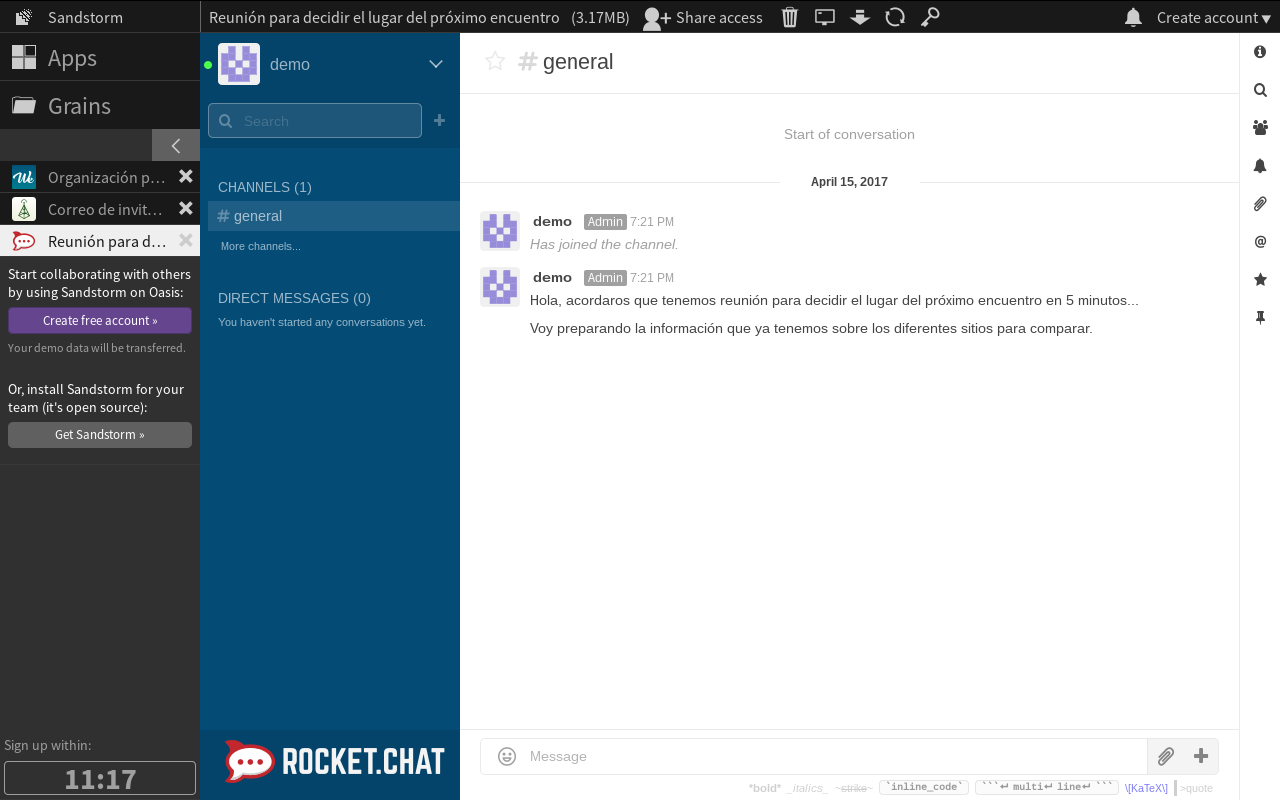 Sandstorm
Reunión para decidir el lugar del próximo encuentro (3.17MB) Share access
Create account ▾
Apps
Grains
Organización p…
Correo de invit…
Reunión para d…
Start collaborating with others
by using Sandstorm on Oasis:
Create free account »
Your demo data will be transferred.
Or, install Sandstorm for your
team (it's open source):
Get Sandstorm »
Sign up within:
11:17
demo
Search
CHANNELS (1)
# general
More channels...
DIRECT MESSAGES (0)
You haven't started any conversations yet.
ROCKET.CHAT
# general
Start of conversation
April 15, 2017
demo Admin 7:21 PM
Has joined the channel.
demo Admin 7:21 PM
Hola, acordaros que tenemos reunión para decidir el lugar del próximo encuentro en 5 minutos...
Voy preparando la información que ya tenemos sobre los diferentes sitios para comparar.
Message
*bold* _italics_ ~strike~ `inline_code` ```↵ multi↵ line↵ ``` \[KaTeX\] >quote